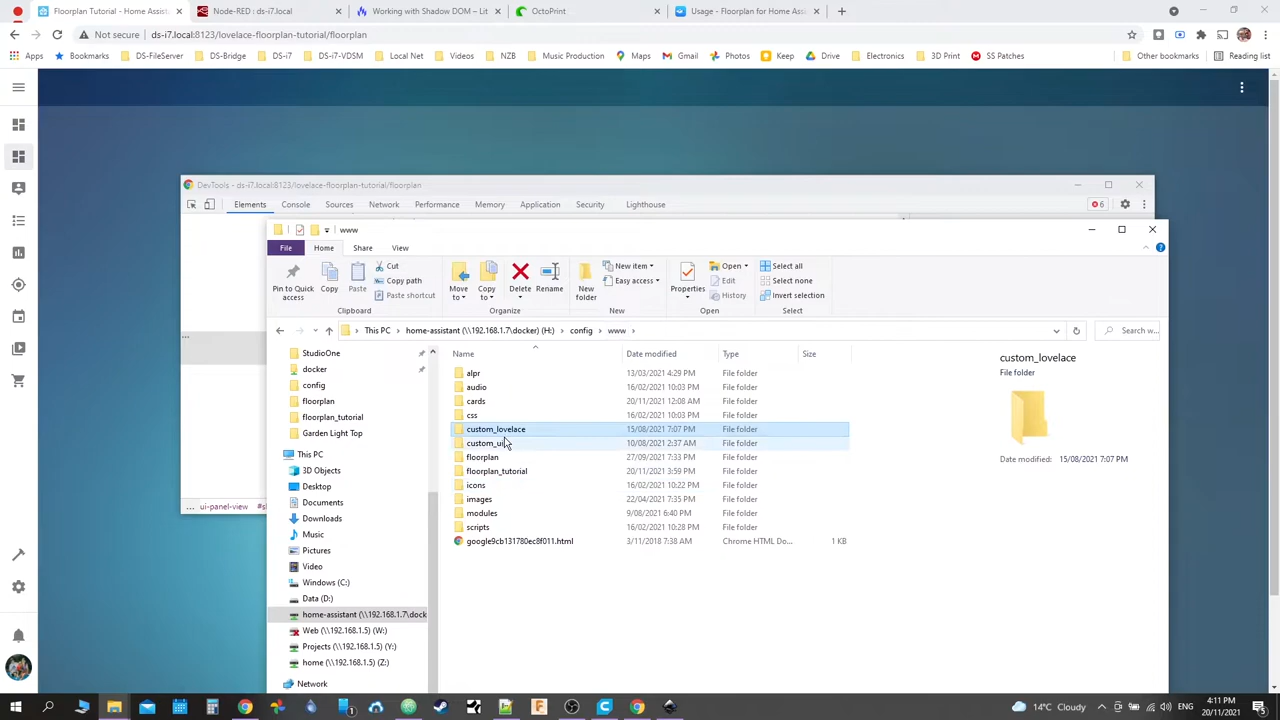 Floorplan Tutorial - Home Assist
Node-RED : ds-i7.local
Working with Shadow DOM – Lit
OctoPrint
Usage - Floorplan for Home As
Not secure ds-i7.local:8123/lovelace-floorplan-tutorial/floorplan
Apps Bookmarks DS-FileServer DS-Bridge DS-i7 DS-i7-VDSM Local Net Videos NZB Music Production Maps Gmail Photos Keep Drive Electronics 3D Print SS Patches Other bookmarks Reading list
DevTools - ds-i7.local:8123/lovelace-floorplan-tutorial/floorplan
Elements Console Sources Network Performance Memory Application Security Lighthouse 6
www
File Home Share View
Pin to Quick access
Copy
Paste
Cut
Copy path
Paste shortcut
Clipboard
Move to
Copy to
Delete
Rename
Organize
New folder
New item
Easy access
New
Properties
Open
Edit
History
Open
Select all
Select none
Invert selection
Select
This PC home-assistant (\\192.168.1.7\docker) (H:) config www
Search w...
StudioOne
docker
config
floorplan
floorplan_tutorial
Garden Light Top
This PC
3D Objects
Desktop
Documents
Downloads
Music
Pictures
Video
Windows (C:)
Data (D:)
home-assistant (\\192.168.1.7\dock
Web (\\192.168.1.5) (W:)
Projects (\\192.168.1.5) (Y:)
home (\\192.168.1.5) (Z:)
Network
Name Date modified Type Size
alpr 13/03/2021 4:29 PM File folder
audio 16/02/2021 10:03 PM File folder
cards 20/11/2021 12:08 AM File folder
css 16/02/2021 10:03 PM File folder
custom_lovelace 15/08/2021 7:07 PM File folder
custom_ui 10/08/2021 2:37 AM File folder
floorplan 27/09/2021 7:33 PM File folder
floorplan_tutorial 20/11/2021 3:59 PM File folder
icons 16/02/2021 10:22 PM File folder
images 22/04/2021 7:35 PM File folder
modules 9/08/2021 6:40 PM File folder
scripts 16/02/2021 10:28 PM File folder
google9cb131780ec8f011.html 3/11/2018 7:38 AM Chrome HTML Do... 1 KB
custom_lovelace
File folder
Date modified: 15/08/2021 7:07 PM
... ui-panel-view #s
14°C Cloudy
ENG
4:11 PM
20/11/2021